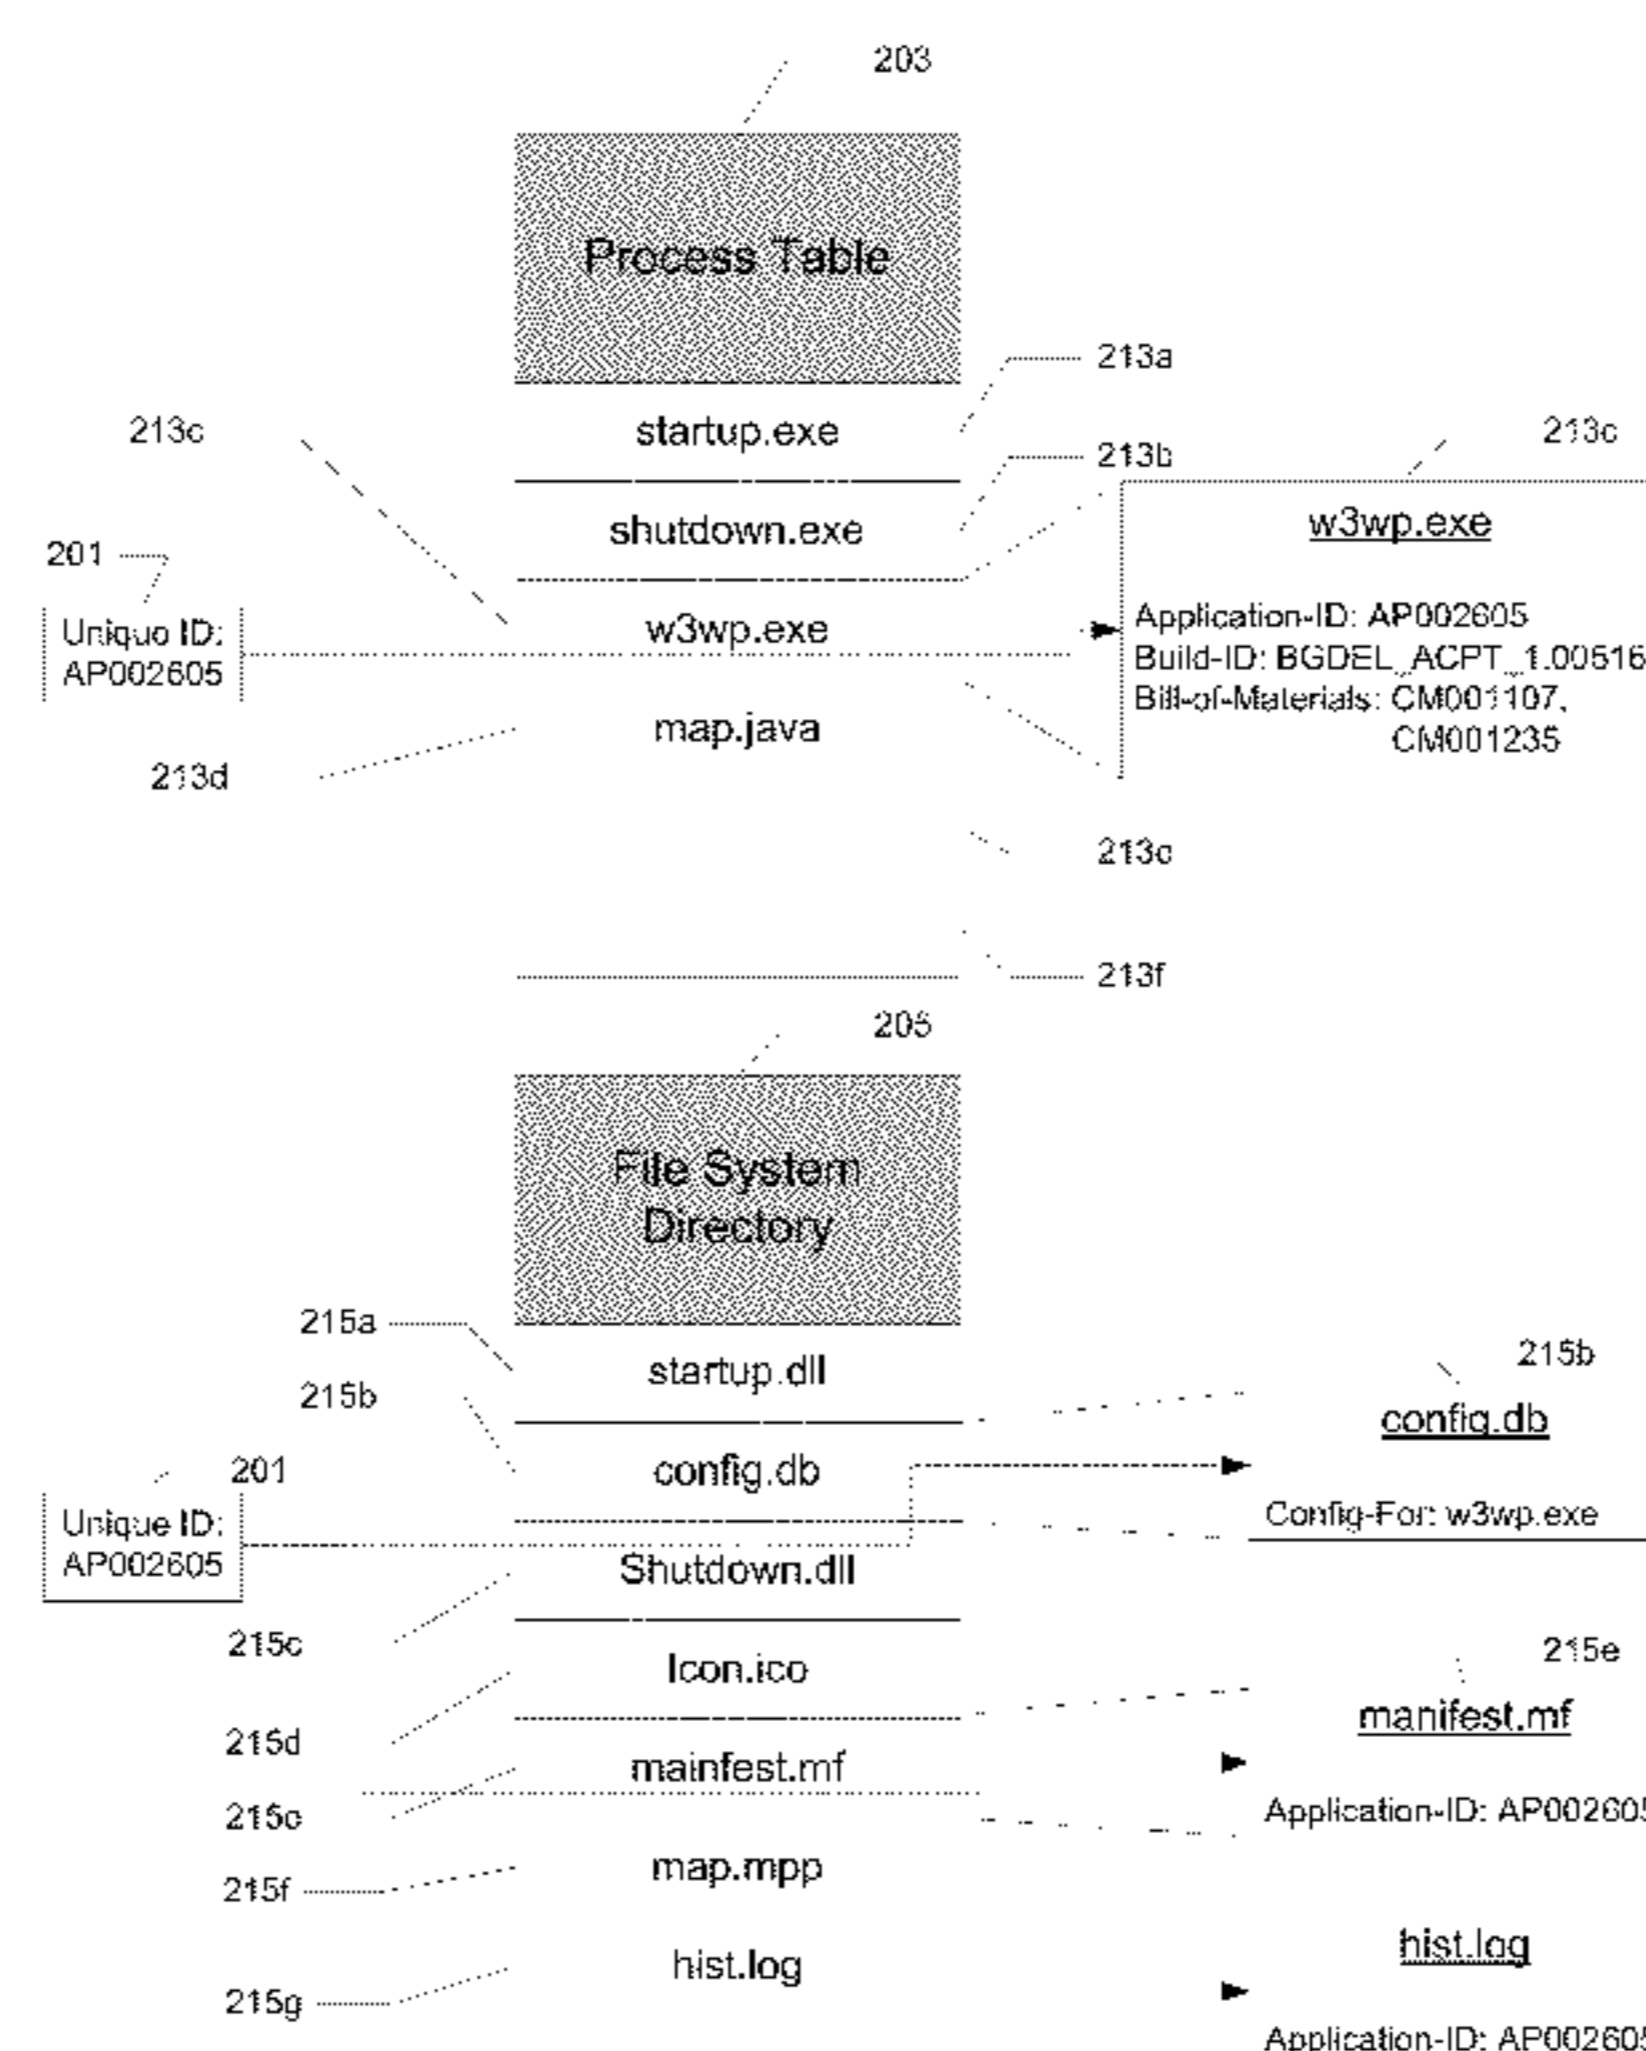 203
Process Table
213a
startup.exe
213c
213b
213c
shutdown.exe
w3wp.exe
201
Unique ID:
AP002605
w3wp.exe
Application-ID: AP002605
Build-ID: BGDEL_ACPT_1.00516
Bill-of-Materials: CM001107,
CM001235
map.java
213d
213e
213f
205
File System
Directory
215a
startup.dll
215b
215b
config.db
config.db
201
Unique ID:
AP002605
Config-For: w3wp.exe
Shutdown.dll
215c
215e
Icon.ico
manifest.mf
215d
mainfest.mf
215e
Application-ID: AP002605
map.mpp
215f
hist.log
hist.log
215g
Application-ID: AP002605